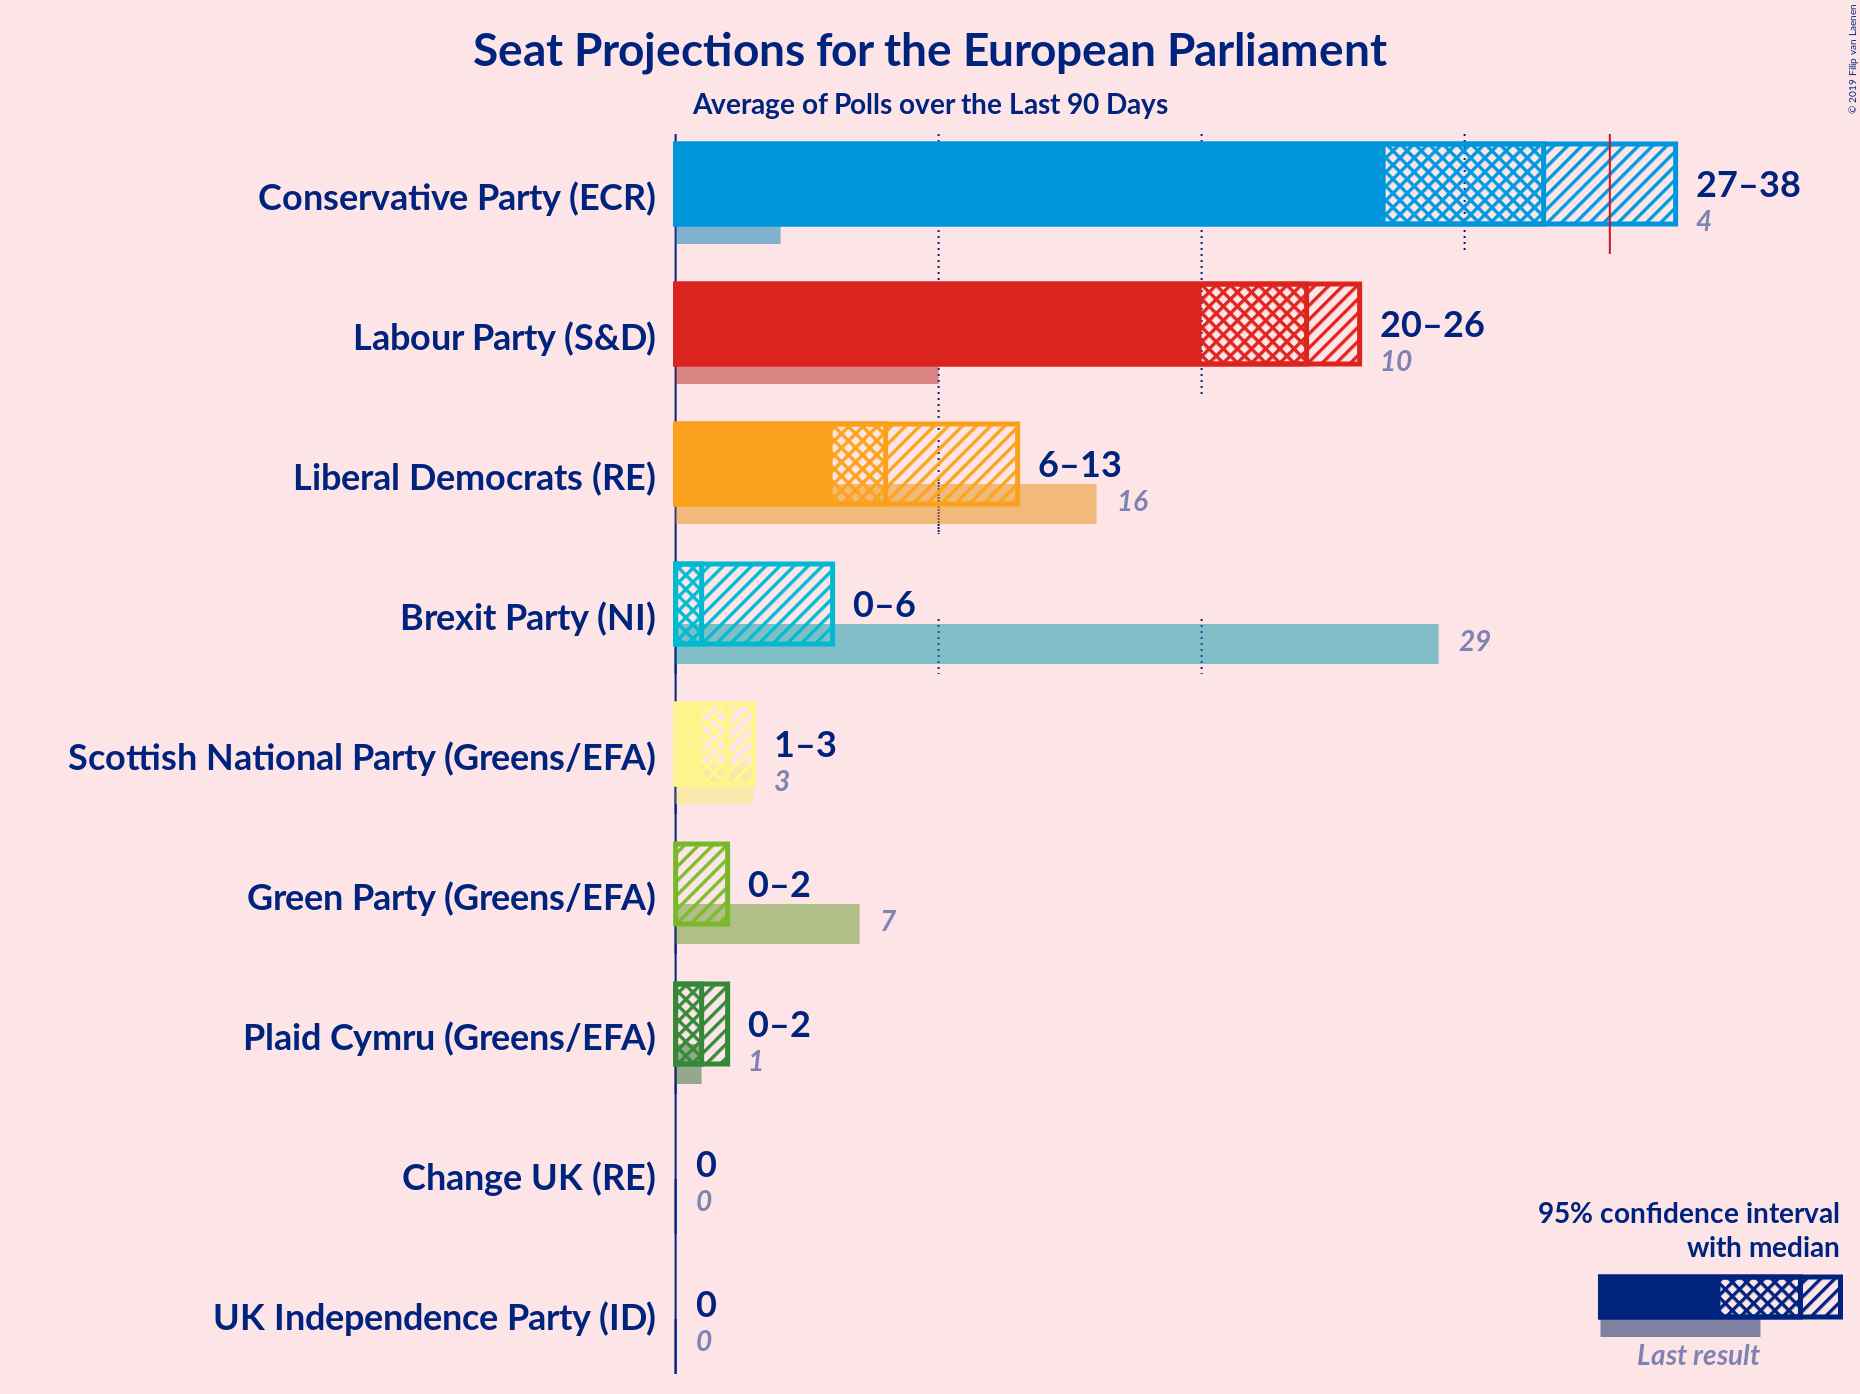 Seat Projections for the European Parliament
Average of Polls over the Last 90 Days
© 2019 Filip van Laenen
Conservative Party (ECR)
27–38
4
Labour Party (S&D)
20–26
10
Liberal Democrats (RE)
6–13
16
Brexit Party (NI)
0–6
29
Scottish National Party (Greens/EFA)
1–3
3
Green Party (Greens/EFA)
0–2
7
Plaid Cymru (Greens/EFA)
0–2
1
Change UK (RE)
0
0
UK Independence Party (ID)
0
0
95% confidence interval
with median
Last result